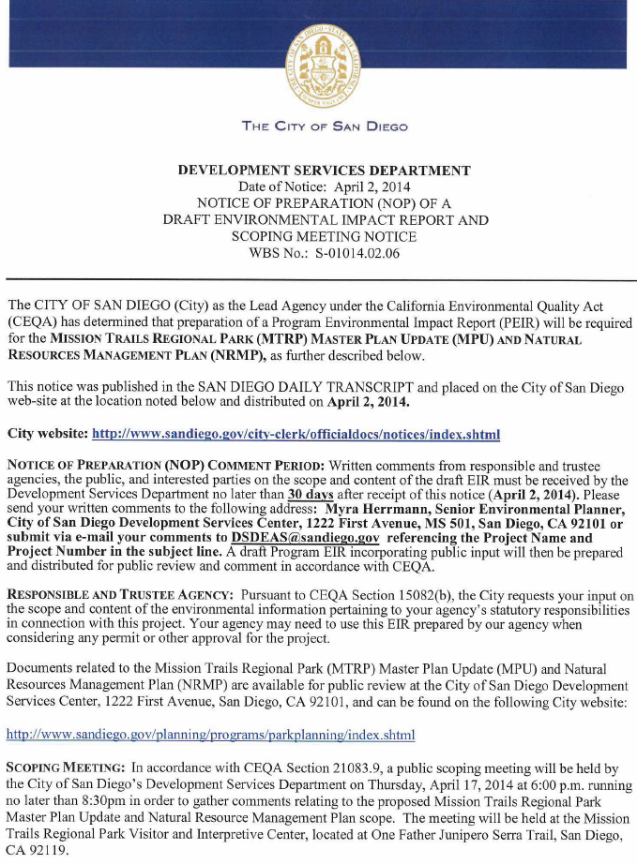 THE CITY OF SAN DIEGO
DEVELOPMENT SERVICES DEPARTMENT
Date of Notice: April 2, 2014
NOTICE OF PREPARATION (NOP) OF A
DRAFT ENVIRONMENTAL IMPACT REPORT AND
SCOPING MEETING NOTICE
WBS No.: S-01014.02.06
The CITY OF SAN DIEGO (City) as the Lead Agency under the California Environmental Quality Act
(CEQA) has determined that preparation of a Program Environmental Impact Report (PEIR) will be required
for the MISSION TRAILS REGIONAL PARK (MTRP) MASTER PLAN UPDATE (MPU) AND NATURAL
RESOURCES MANAGEMENT PLAN (NRMP), as further described below.
This notice was published in the SAN DIEGO DAILY TRANSCRIPT and placed on the City of San Diego
web-site at the location noted below and distributed on April 2, 2014.
City website: http://www.sandiego.gov/city-clerk/officialdocs/notices/index.shtml
NOTICE OF PREPARATION (NOP) COMMENT PERIOD: Written comments from responsible and trustee
agencies, the public, and interested parties on the scope and content of the draft EIR must be received by the
Development Services Department no later than 30 days after receipt of this notice (April 2, 2014). Please
send your written comments to the following address: Myra Herrmann, Senior Environmental Planner,
City of San Diego Development Services Center, 1222 First Avenue, MS 501, San Diego, CA 92101 or
submit via e-mail your comments to DSDEAS@sandiego.gov referencing the Project Name and
Project Number in the subject line. A draft Program EIR incorporating public input will then be prepared
and distributed for public review and comment in accordance with CEQA.
RESPONSIBLE AND TRUSTEE AGENCY: Pursuant to CEQA Section 15082(b), the City requests your input on
the scope and content of the environmental information pertaining to your agency's statutory responsibilities
in connection with this project. Your agency may need to use this EIR prepared by our agency when
considering any permit or other approval for the project.
Documents related to the Mission Trails Regional Park (MTRP) Master Plan Update (MPU) and Natural
Resources Management Plan (NRMP) are available for public review at the City of San Diego Development
Services Center, 1222 First Avenue, San Diego, CA 92101, and can be found on the following City website:
http://www.sandiego.gov/planning/programs/parkplanning/index.shtml
SCOPING MEETING: In accordance with CEQA Section 21083.9, a public scoping meeting will be held by
the City of San Diego's Development Services Department on Thursday, April 17, 2014 at 6:00 p.m. running
no later than 8:30pm in order to gather comments relating to the proposed Mission Trails Regional Park
Master Plan Update and Natural Resource Management Plan scope. The meeting will be held at the Mission
Trails Regional Park Visitor and Interpretive Center, located at One Father Junipero Serra Trail, San Diego,
CA 92119.